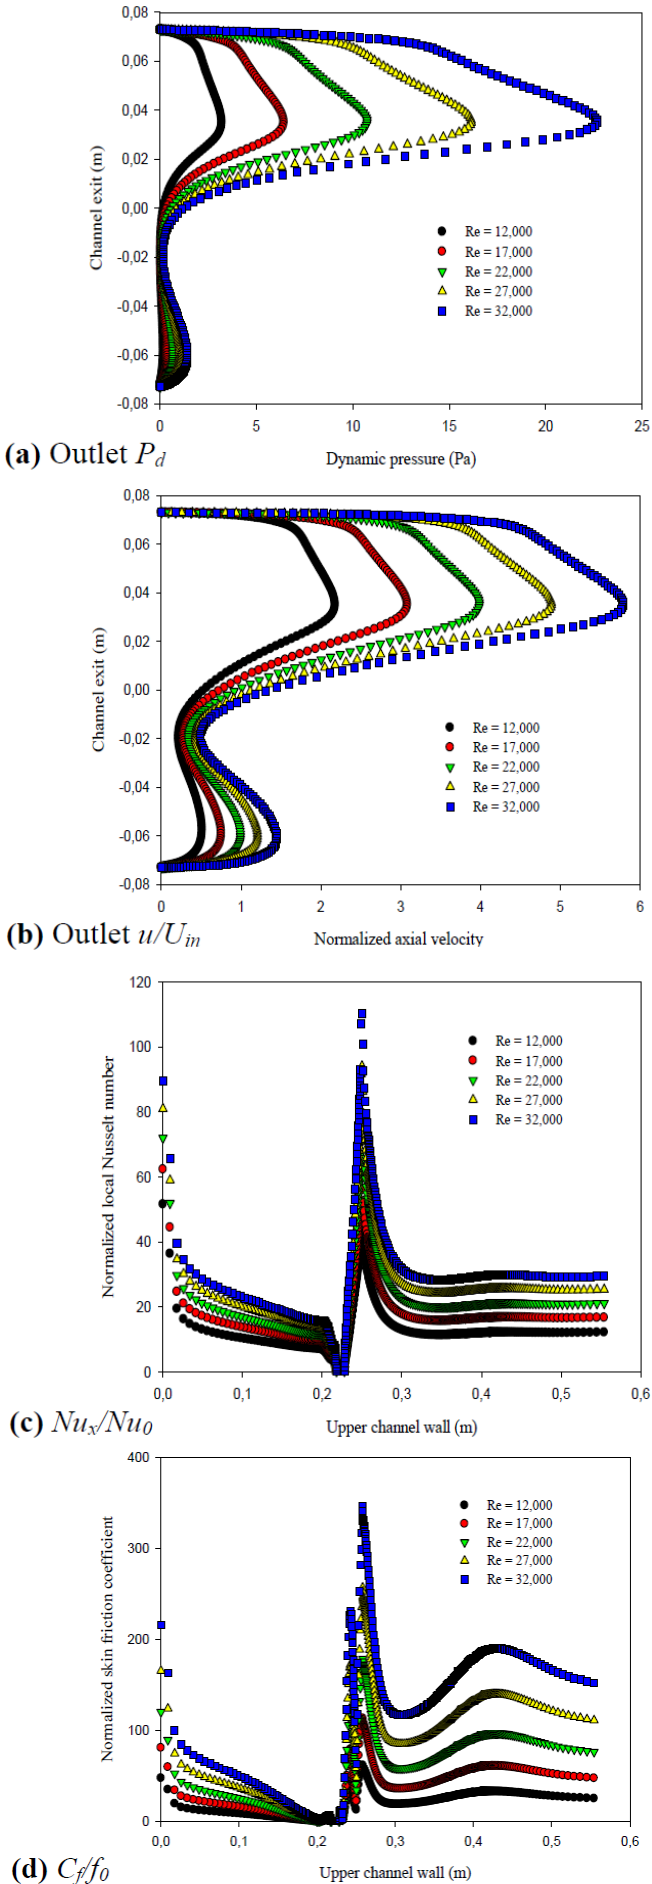 0,08
0,06
0,04
0,02
0,00
-0,02
-0,04
-0,06
-0,08
Channel exit (m)
Re = 12,000
Re = 17,000
Re = 22,000
Re = 27,000
Re = 32,000
0 5 10 15 20 25
(a) Outlet Pd
Dynamic pressure (Pa)
0,08
0,06
0,04
0,02
0,00
-0,02
-0,04
-0,06
-0,08
Channel exit (m)
Re = 12,000
Re = 17,000
Re = 22,000
Re = 27,000
Re = 32,000
0 1 2 3 4 5 6
(b) Outlet u/Uin
Normalized axial velocity
120
100
80
60
40
20
0
Normalized local Nusselt number
Re = 12,000
Re = 17,000
Re = 22,000
Re = 27,000
Re = 32,000
0,0 0,1 0,2 0,3 0,4 0,5 0,6
(c) Nux/Nu0
Upper channel wall (m)
400
300
200
100
0
Normalized skin friction coefficient
Re = 12,000
Re = 17,000
Re = 22,000
Re = 27,000
Re = 32,000
0,0 0,1 0,2 0,3 0,4 0,5 0,6
(d) Cf/f0
Upper channel wall (m)